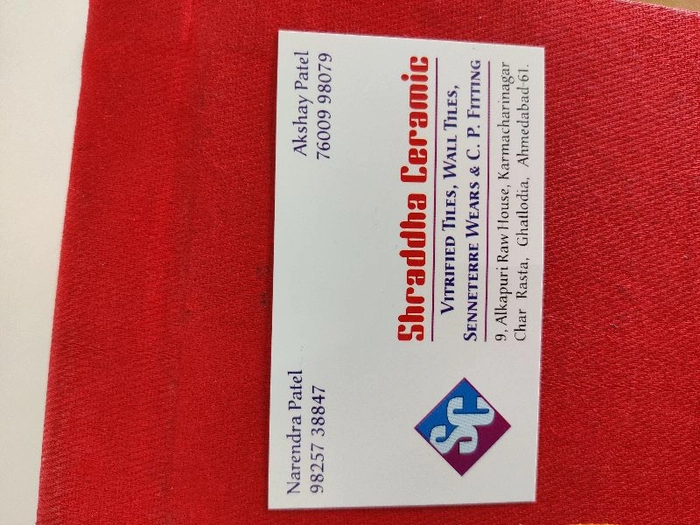 Narendra Patel
98257 38847
Akshay Patel
76009 98079
SC
Shraddha Ceramic
VITRIFIED TILES, WALL TILES,
SENNETERRE WEARS & C. P. FITTING
9, Alkapuri Raw House, Karmacharinagar
Char Rasta, Ghatlodia, Ahmedabad-61.